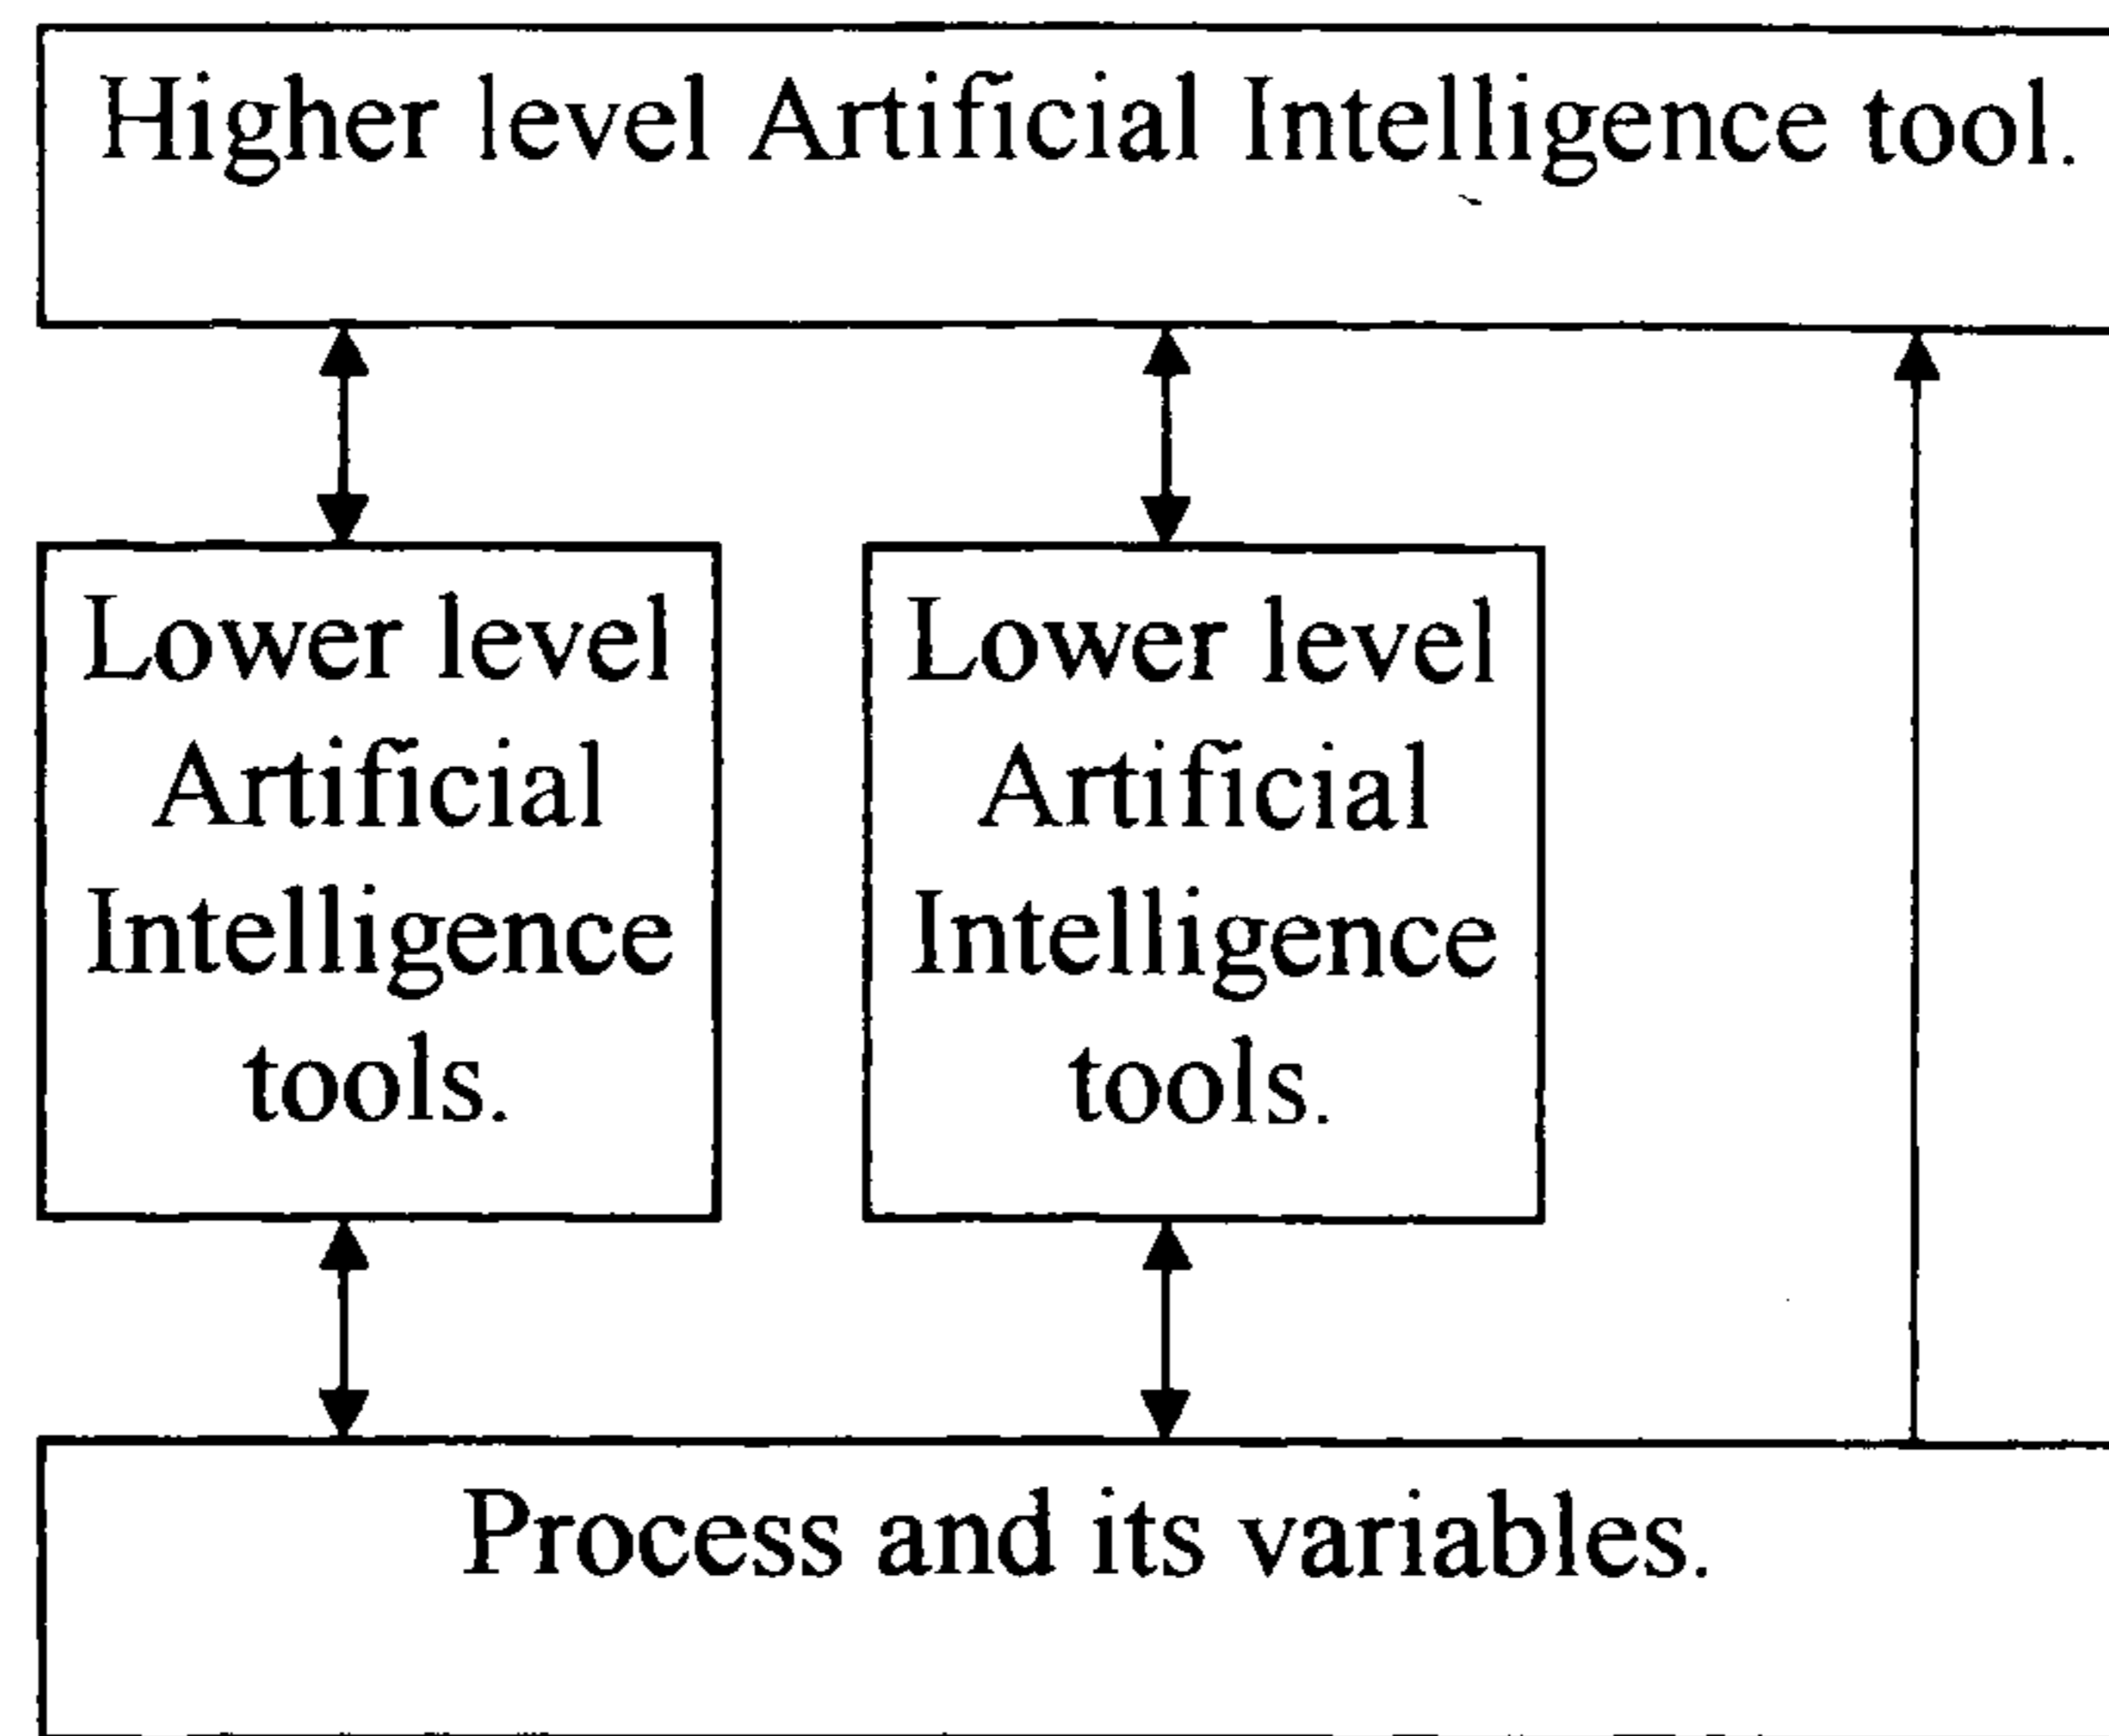 Higher level Artificial Intelligence tool.
Lower level
Artificial
Intelligence
tools.
Lower level
Artificial
Intelligence
tools.
Process and its variables.